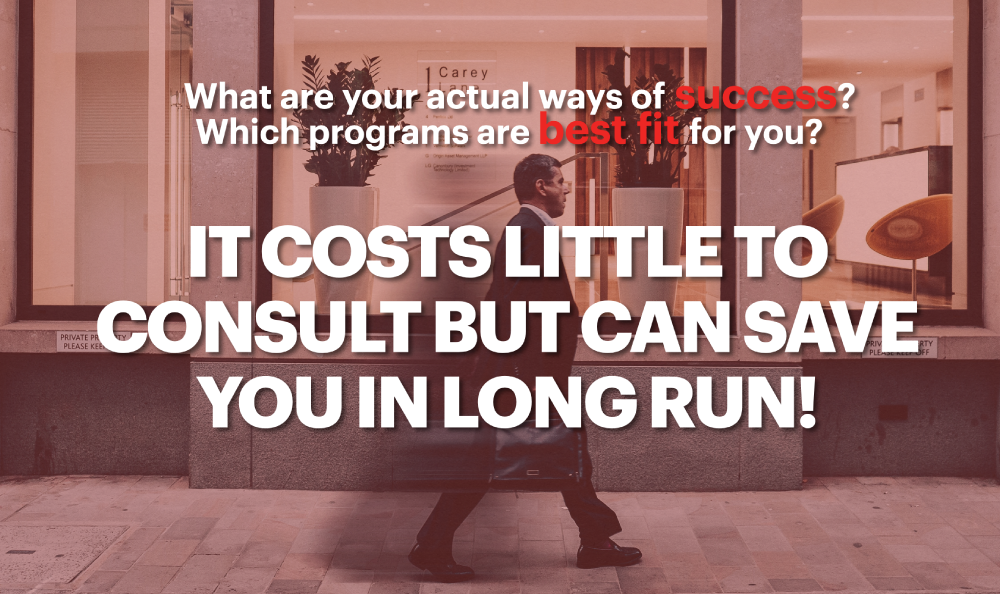 1 Carey
What are your actual ways of success?
Which programs are best fit for you?
IT COSTS LITTLE TO
CONSULT BUT CAN SAVE
YOU IN LONG RUN!
PRIVATE PROPERTY
PLEASE KEEP
PLEASE KEEP OFF